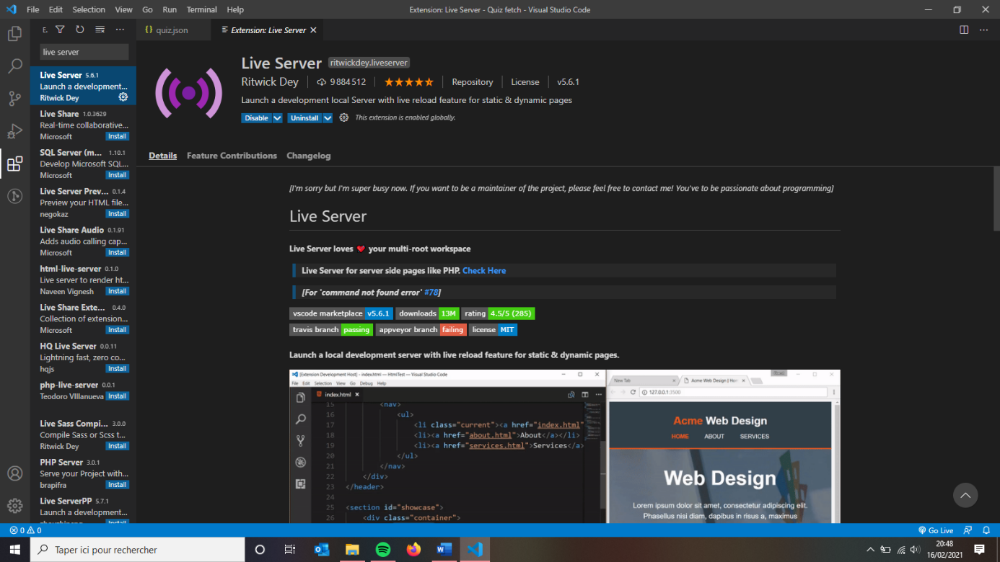 File Edit Selection View Go Run Terminal Help
Extension: Live Server - Quiz fetch - Visual Studio Code
E.
{} quiz.json
Extension: Live Server
live server
Live Server 5.6.1
Launch a development...
Ritwick Dey
Live Share 1.0.3629
Real-time collaborative...
Microsoft Install
SQL Server (m... 1.10.1
Develop Microsoft SQL...
Microsoft Install
Live Server Prev... 0.1.4
Preview your HTML file...
negokaz Install
Live Share Audio 0.1.91
Adds audio calling cap...
Microsoft Install
html-live-server 0.1.0
Live server to render ht...
Naveen Vignesh Install
Live Share Exte... 0.4.0
Collection of extension...
Microsoft Install
HQ Live Server 0.0.11
Lightning fast, zero co...
hqjs Install
php-live-server 0.0.1
Teodoro VIllanueva Install
Live Sass Compi... 3.0.0
Compile Sass or Scss t...
Ritwick Dey Install
PHP Server 3.0.1
Serve your Project with...
brapifra Install
Live ServerPP 5.7.1
Launch a developmen...
Install
Live Server ritwickdey.liveserver
Ritwick Dey 9 884 512 Repository License v5.6.1
Launch a development local Server with live reload feature for static & dynamic pages
Disable Uninstall This extension is enabled globally.
Details Feature Contributions Changelog
[I'm sorry but I'm super busy now. If you want to be a maintainer of the project, please feel free to contact me! You've to be passionate about programming]
Live Server
Live Server loves ❤ your multi-root workspace
Live Server for server side pages like PHP. Check Here
[For 'command not found error' #78]
vscode marketplace v5.6.1 downloads 13M rating 4.5/5 (285)
travis branch passing appveyor branch failing license MIT
Launch a local development server with live reload feature for static & dynamic pages.
[Extension Development Host] - index.html — HtmlTest — Visual Studio Code
File Edit Selection View Go Debug Help
index.html
15 <nav>
16 <ul>
17 <li class="current"><a href="index.html"
18 <li><a href="about.html">About</a></li>
19 <li><a href="services.html">Services</a>
20 </ul>
21 </nav>
22 </div>
23 </header>
24
25 <section id="showcase">
26 <div class="container">
New Tab
Acme Web Design | Hom
127.0.0.1:3500
Acme Web Design
HOME ABOUT SERVICES
Web Design
Lorem ipsum dolor sit amet, consectetur adipiscing elit.
Phasellus nisi diam, dapibus in risus a, maximus
0 0
Go Live
Taper ici pour rechercher
20:48
16/02/2021